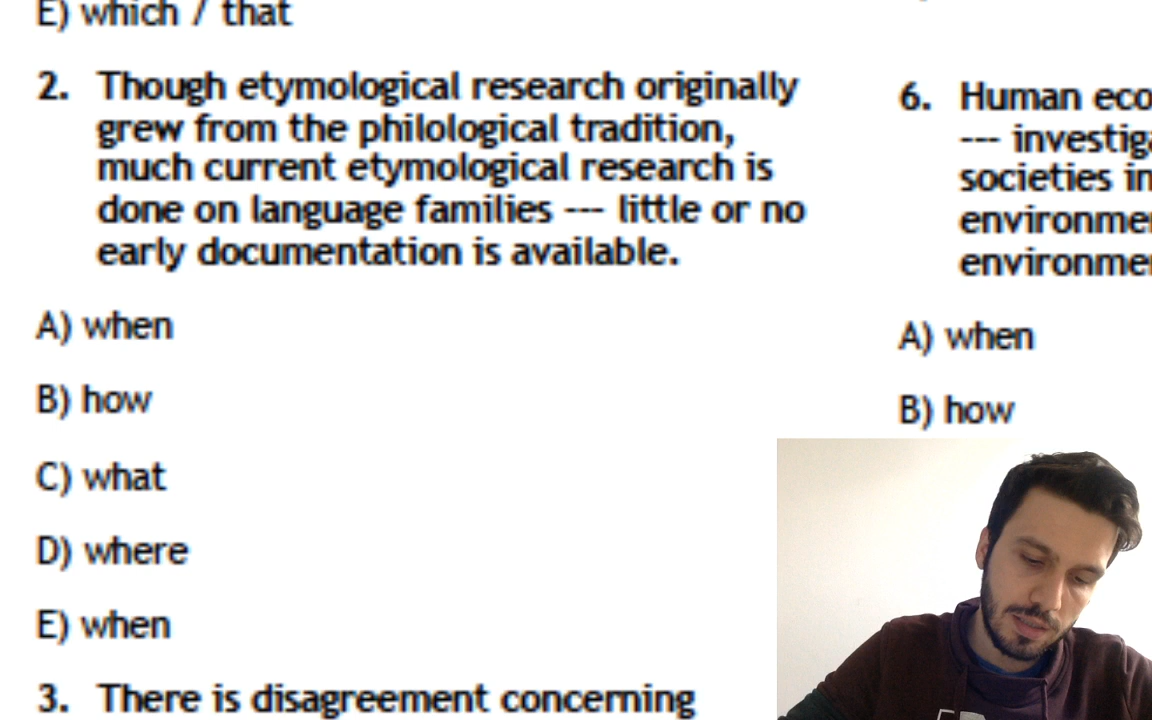 E) which / that
2. Though etymological research originally
grew from the philological tradition,
much current etymological research is
done on language families --- little or no
early documentation is available.
A) when
B) how
C) what
D) where
E) when
3. There is disagreement concerning
6. Human eco
--- investiga
societies in
environme
environme
A) when
B) how